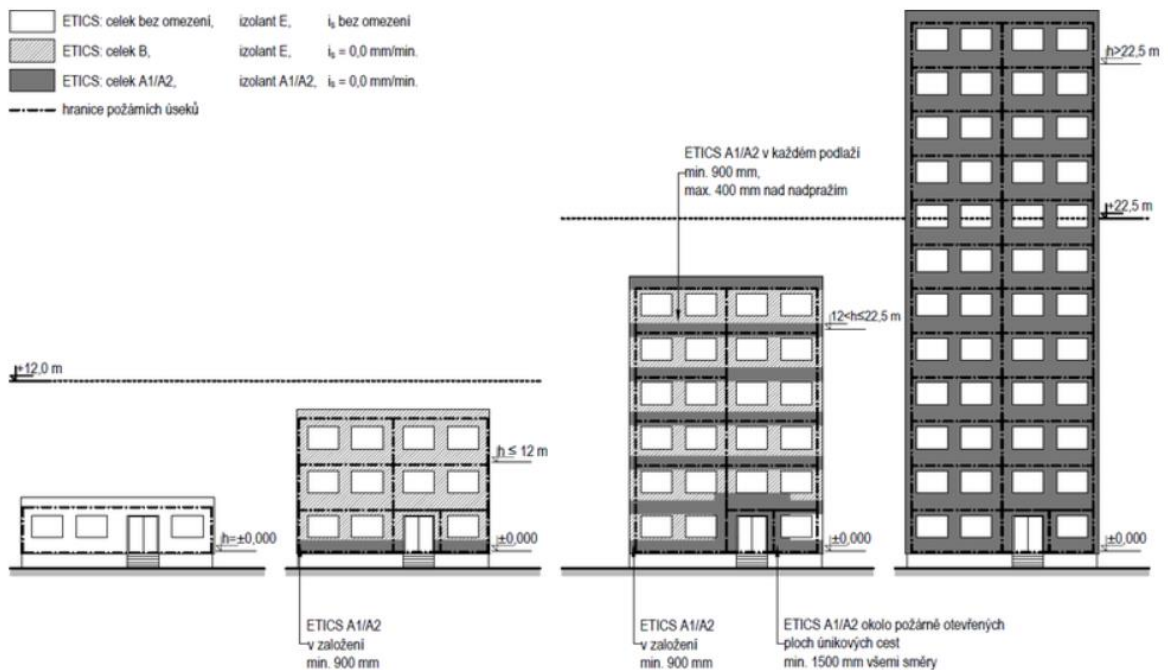 ETICS: celek bez omezení, izolant E, iₛ bez omezení
ETICS: celek B, izolant E, iₛ = 0,0 mm/min.
ETICS: celek A1/A2, izolant A1/A2, iₛ = 0,0 mm/min.
hranice požárních úseků
h>22,5 m
ETICS A1/A2 v každém podlaží
min. 900 mm,
max. 400 mm nad nadpražím
+22,5 m
12<h≤22,5 m
+12,0 m
h ≤ 12 m
h=±0,000
±0,000
±0,000
±0,000
ETICS A1/A2
v založení
min. 900 mm
ETICS A1/A2
v založení
min. 900 mm
ETICS A1/A2 okolo požárně otevřených
ploch únikových cest
min. 1500 mm všemi směry